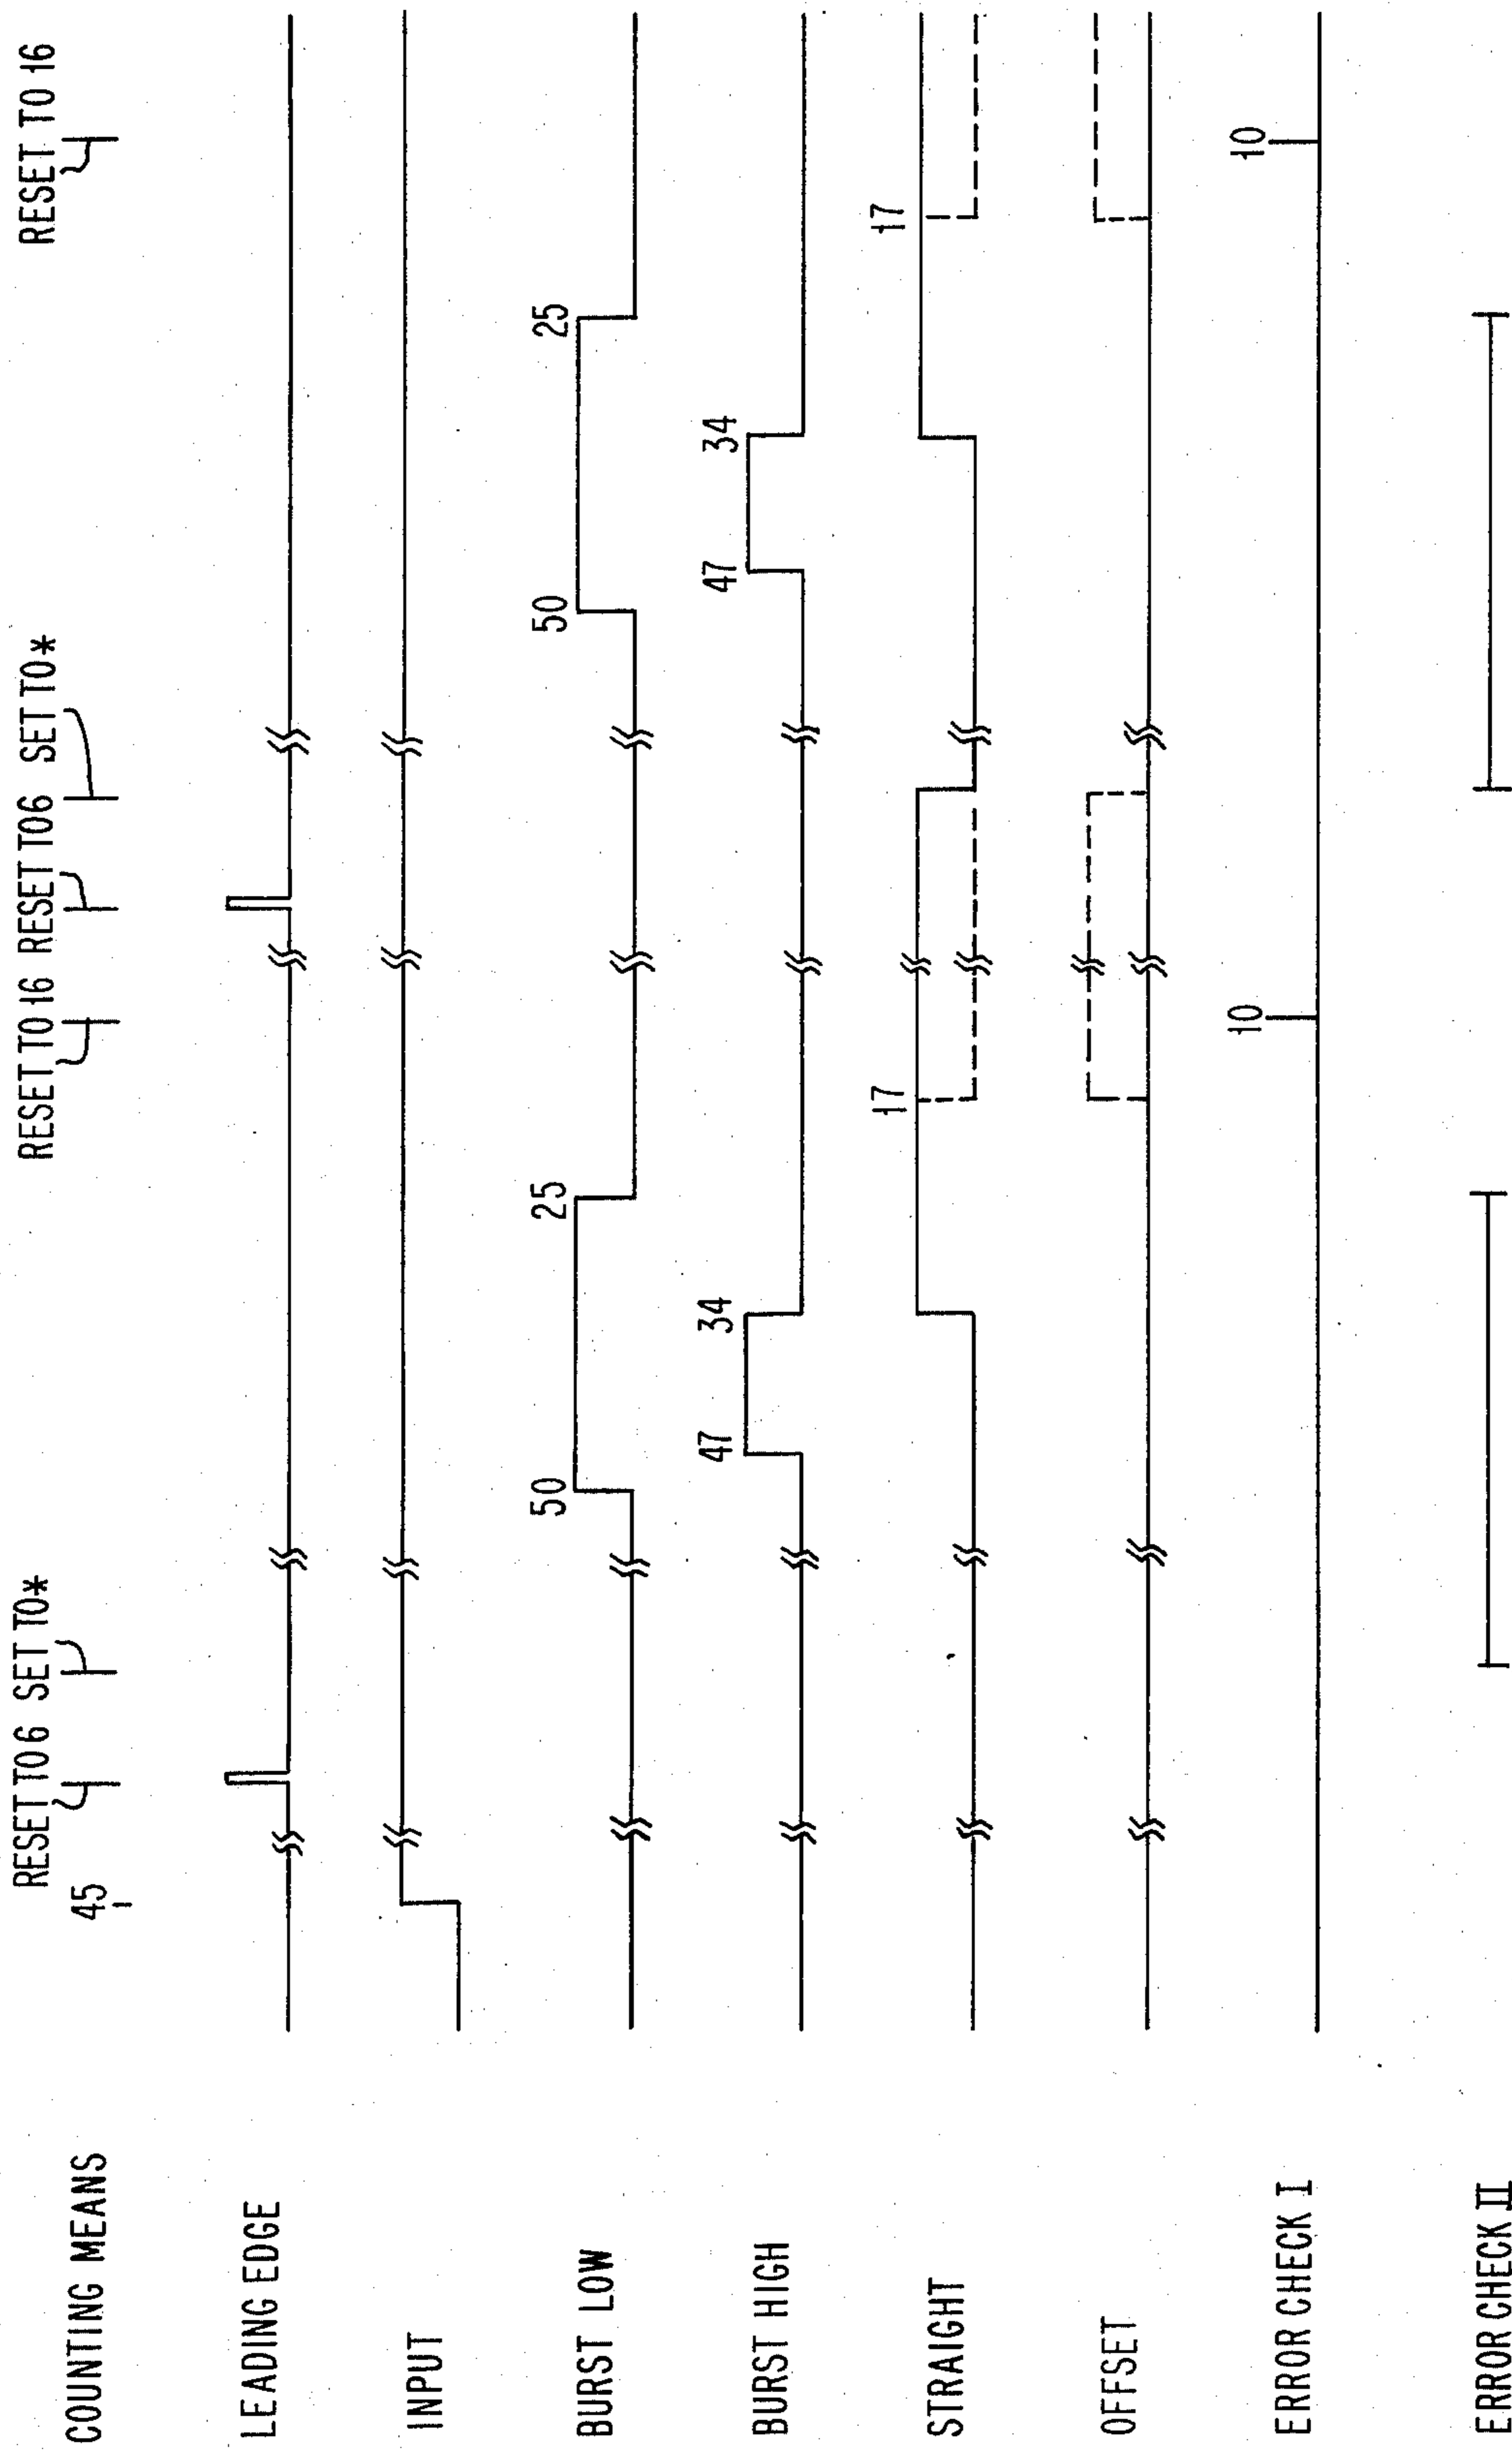 COUNTING MEANS
45
RESET TO 6 SET TO*
RESET TO 16 RESET TO 6 SET TO*
RESET TO 16
LEADING EDGE
INPUT
BURST LOW
50 25
50 25
BURST HIGH
47 34
47 34
STRAIGHT
17
17
OFFSET
ERROR CHECK I
10
10
ERROR CHECK II